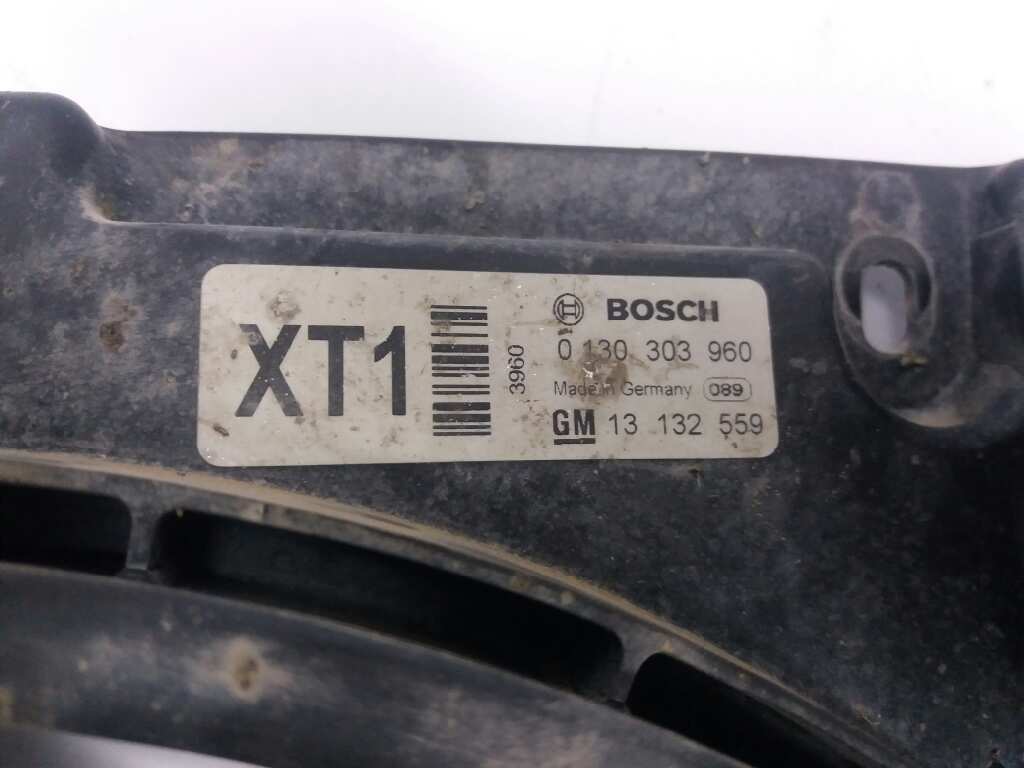 XT1
3960
BOSCH
0 130 303 960
Made in Germany 089
GM 13 132 559